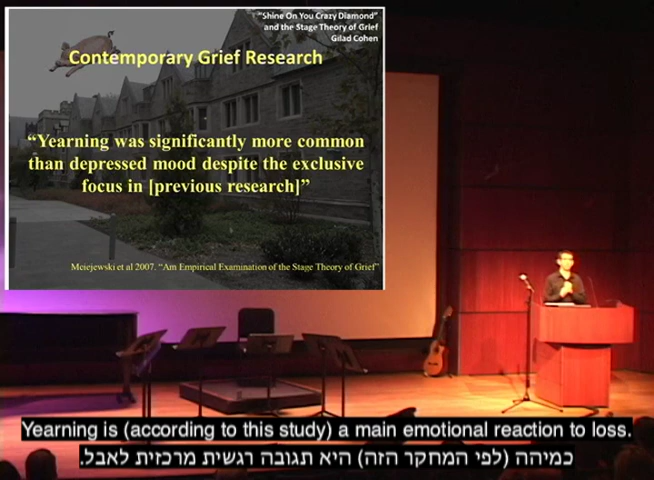 "Shine On You Crazy Diamond"
and the Stage Theory of Grief
Gilad Cohen
Contemporary Grief Research
"Yearning was significantly more common
than depressed mood despite the exclusive
focus in [previous research]"
Meiejewski et al 2007. "Am Empirical Examination of the Stage Theory of Grief"
Yearning is (according to this study) a main emotional reaction to loss.
כמיהה (לפי המחקר הזה) היא תגובה רגשית מרכזית לאבל.